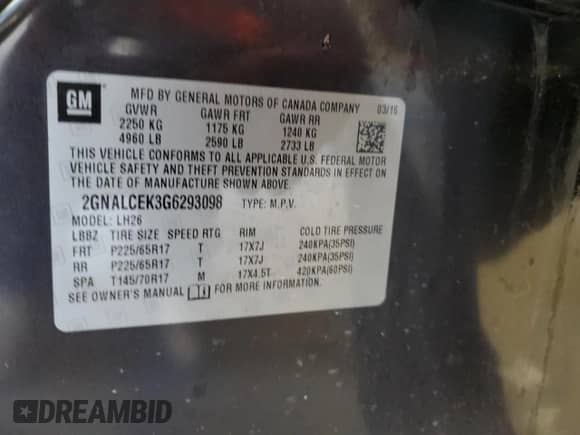 GM
MFD BY GENERAL MOTORS OF CANADA COMPANY 03/16
GVWR GAWR FRT GAWR RR
2250 KG 1175 KG 1240 KG
4960 LB 2590 LB 2733 LB
THIS VEHICLE CONFORMS TO ALL APPLICABLE U.S. FEDERAL MOTOR
VEHICLE SAFETY AND THEFT PREVENTION STANDARDS IN EFFECT ON
THE DATE OF MANUFACTURE SHOWN ABOVE.
2GNALCEK3G6293098 TYPE: M.P.V.
MODEL: LH26
LBBZ TIRE SIZE SPEED RTG RIM COLD TIRE PRESSURE
FRT P225/65R17 T 17X7J 240KPA(35PSI)
RR P225/65R17 T 17X7J 240KPA(35PSI)
SPA T145/70R17 M 17X4.5T 420KPA(60PSI)
SEE OWNER'S MANUAL FOR MORE INFORMATION.
DREAMBID